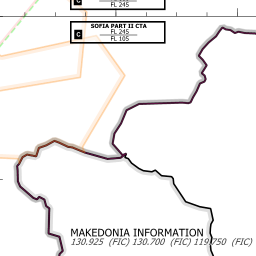 C
FL 245
SOFIA PART II CTA
C
FL 245
FL 105
MAKEDONIA INFORMATION
130.925 (FIC) 130.700 (FIC) 119.750 (FIC)